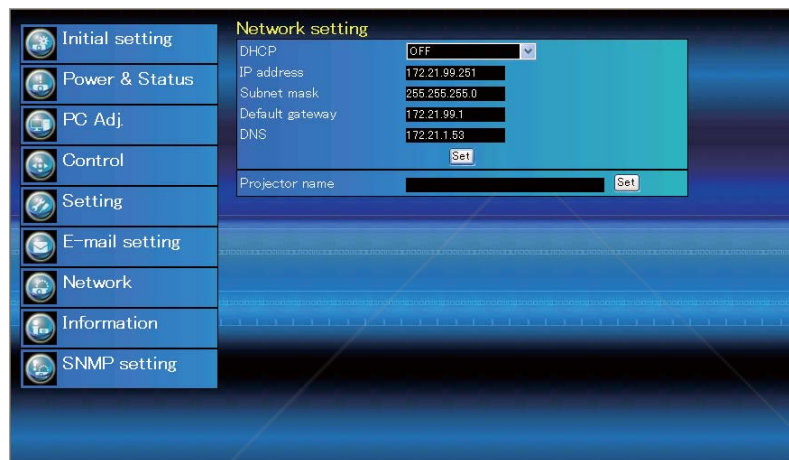 Initial setting
Power & Status
PC Adj.
Control
Setting
E-mail setting
Network
Information
SNMP setting
Network setting
DHCP OFF
IP address 172.21.99.251
Subnet mask 255.255.255.0
Default gateway 172.21.99.1
DNS 172.21.1.53
Set
Projector name Set